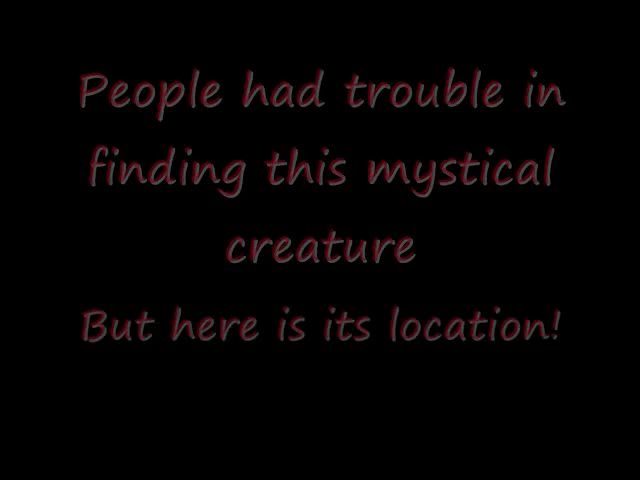 People had trouble in
finding this mystical
creature
But here is its location!